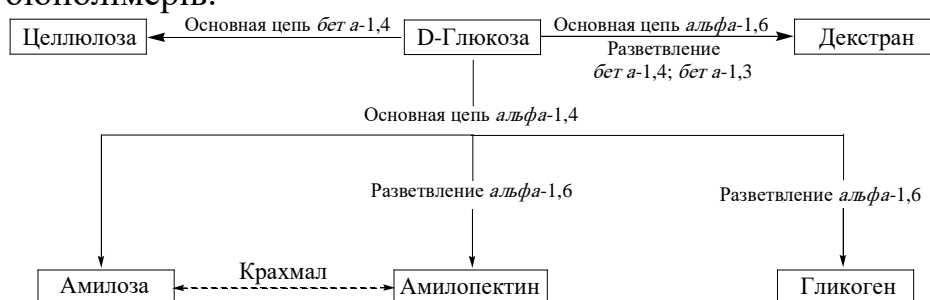 біополімерів.
Основная цепь бет а-1,4
Основная цепь альфа-1,6
Целлюлоза
D-Глюкоза
Декстран
Разветвление
бет а-1,4; бет а-1,3
Основная цепь альфа-1,4
Разветвление альфа-1,6
Разветвление альфа-1,6
Крахмал
Амилоза
Амилопектин
Гликоген